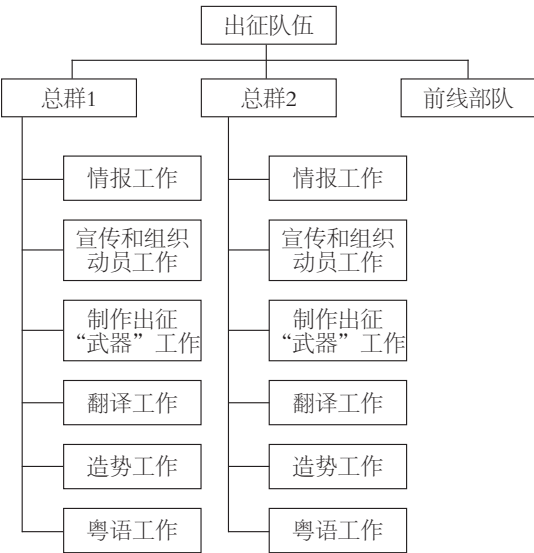 出征队伍
总群1
总群2
前线部队
情报工作
宣传和组织
动员工作
制作出征
“武器”工作
翻译工作
造势工作
粤语工作
情报工作
宣传和组织
动员工作
制作出征
“武器”工作
翻译工作
造势工作
粤语工作